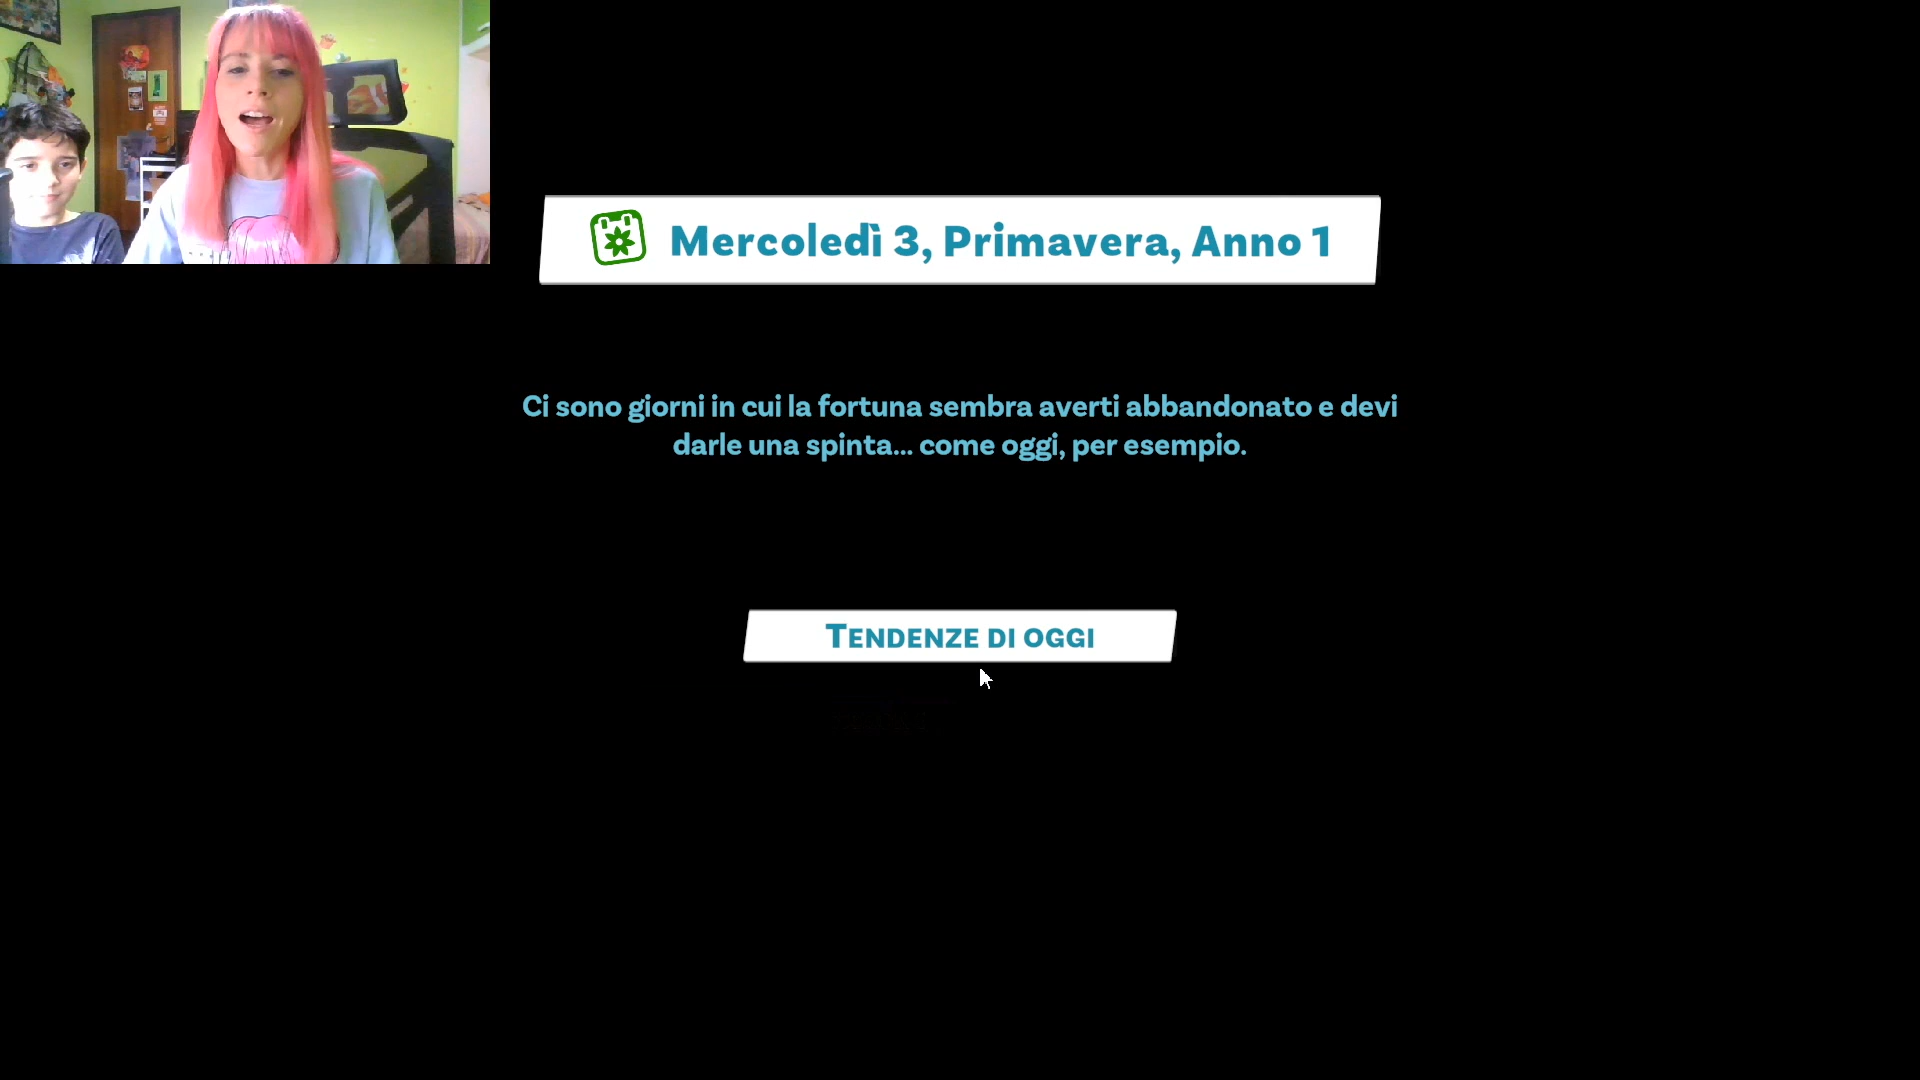 Mercoledì 3, Primavera, Anno 1
Ci sono giorni in cui la fortuna sembra averti abbandonato e devi
darle una spinta... come oggi, per esempio.
TENDENZE DI OGGI